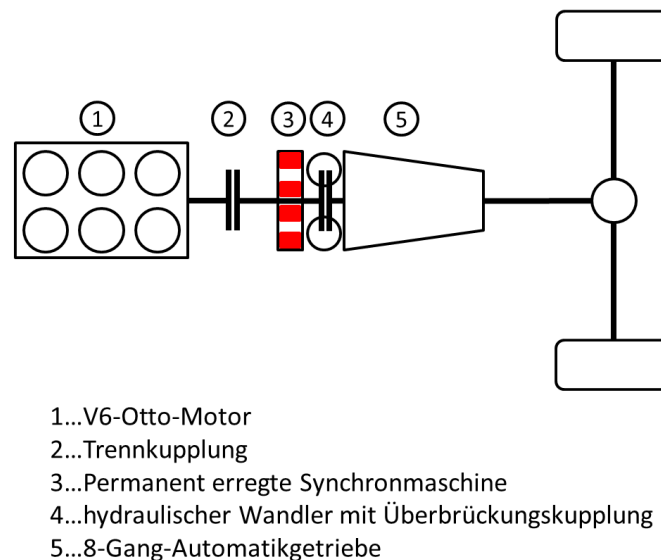 1
2
3
4
5
1...V6-Otto-Motor
2...Trennkupplung
3...Permanent erregte Synchronmaschine
4...hydraulischer Wandler mit Überbrückungskupplung
5...8-Gang-Automatikgetriebe